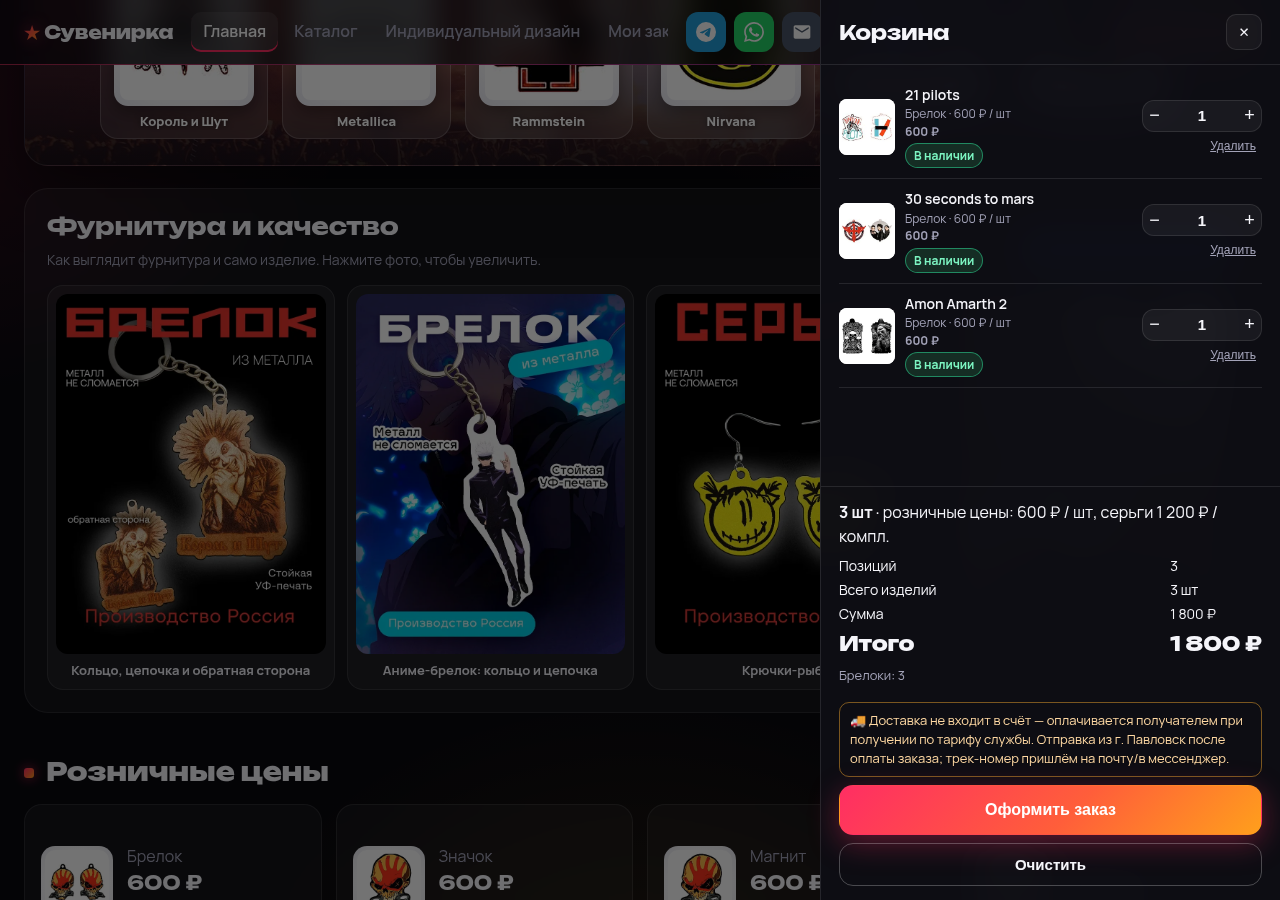 ★ Сувенирка
Главная
Каталог
Индивидуальный дизайн
Мои зак
Король и Шут
Metallica
Rammstein
Nirvana
Фурнитура и качество
Как выглядит фурнитура и само изделие. Нажмите фото, чтобы увеличить.
БРЕЛОК
ИЗ МЕТАЛЛА
МЕТАЛЛ
НЕ СЛОМАЕТСЯ
обратная сторона
Король и Шут
Стойкая
УФ-печать
Производство Россия
Кольцо, цепочка и обратная сторона
БРЕЛОК
из металла
Металл
не сломается
Стойкая
УФ-печать
Производство Россия
Аниме-брелок: кольцо и цепочка
СЕРЬ
МЕТАЛЛ
НЕ СЛОМАЕТСЯ
Производство
Крючки-рыб
Розничные цены
Брелок
600 ₽
Значок
600 ₽
Магнит
600 ₽
Корзина
✕
21 pilots
Брелок · 600 ₽ / шт
600 ₽
В наличии
− 1 +
Удалить
30 seconds to mars
Брелок · 600 ₽ / шт
600 ₽
В наличии
− 1 +
Удалить
Amon Amarth 2
Брелок · 600 ₽ / шт
600 ₽
В наличии
− 1 +
Удалить
3 шт · розничные цены: 600 ₽ / шт, серьги 1 200 ₽ /
компл.
Позиций 3
Всего изделий 3 шт
Сумма 1 800 ₽
Итого 1 800 ₽
Брелоки: 3
🚚 Доставка не входит в счёт — оплачивается получателем при
получении по тарифу службы. Отправка из г. Павловск после
оплаты заказа; трек-номер пришлём на почту/в мессенджер.
Оформить заказ
Очистить